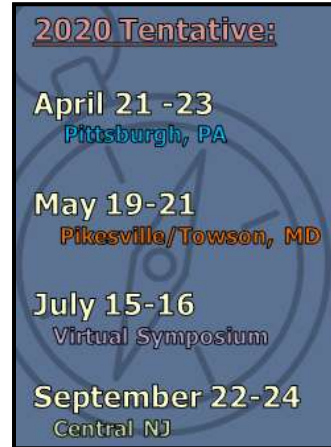 2020 Tentative:
April 21 -23
Pittsburgh, PA
May 19-21
Pikesville/Towson, MD
July 15-16
Virtual Symposium
September 22-24
Central NJ